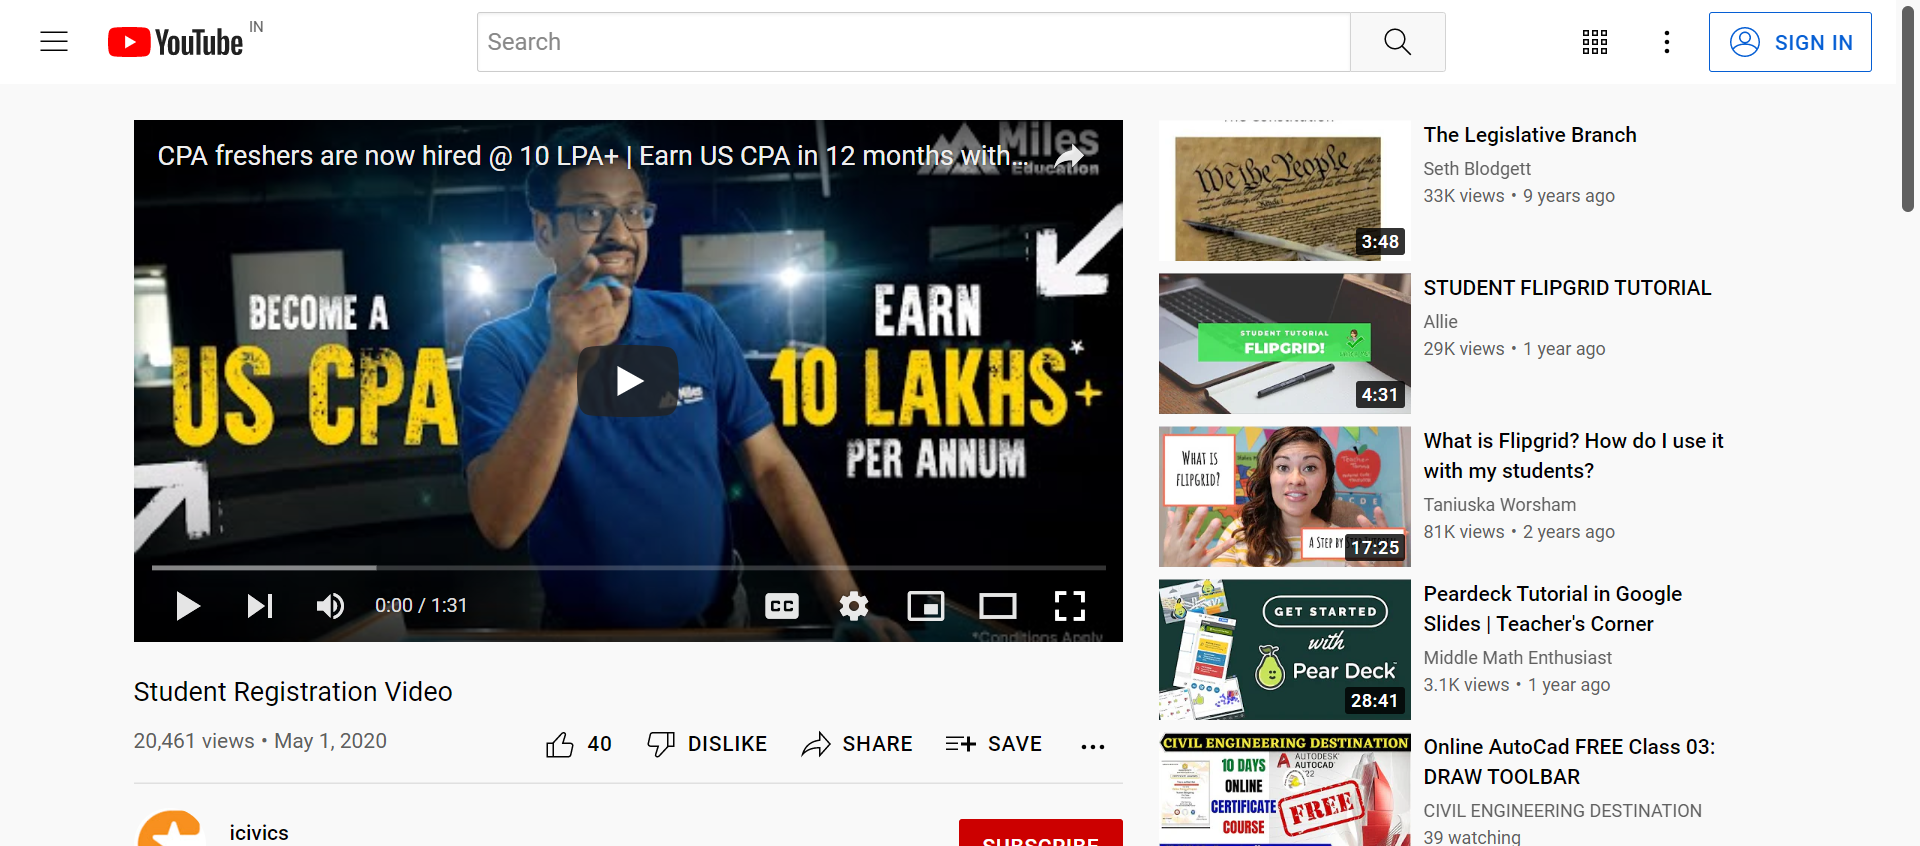 YouTube IN
Search
SIGN IN
CPA freshers are now hired @ 10 LPA+ | Earn US CPA in 12 months with...
Miles
Education
BECOME A
US CPA
EARN
10 LAKHS*+
PER ANNUM
Miles
0:00 / 1:31
CC
*Conditions Apply
Student Registration Video
20,461 views • May 1, 2020
40
DISLIKE
SHARE
SAVE
icivics
SUBSCRIBE
We the People
3:48
The Legislative Branch
Seth Blodgett
33K views • 9 years ago
STUDENT TUTORIAL
FLIPGRID!
4:31
STUDENT FLIPGRID TUTORIAL
Allie
29K views • 1 year ago
WHAT IS
FLIPGRID?
A STEP BY
17:25
What is Flipgrid? How do I use it
with my students?
Taniuska Worsham
81K views • 2 years ago
GET STARTED
with
Pear Deck
28:41
Peardeck Tutorial in Google
Slides | Teacher's Corner
Middle Math Enthusiast
3.1K views • 1 year ago
CIVIL ENGINEERING DESTINATION
10 DAYS
ONLINE
CERTIFICATE
COURSE
AUTODESK
AUTOCAD
FREE
Online AutoCad FREE Class 03:
DRAW TOOLBAR
CIVIL ENGINEERING DESTINATION
39 watching